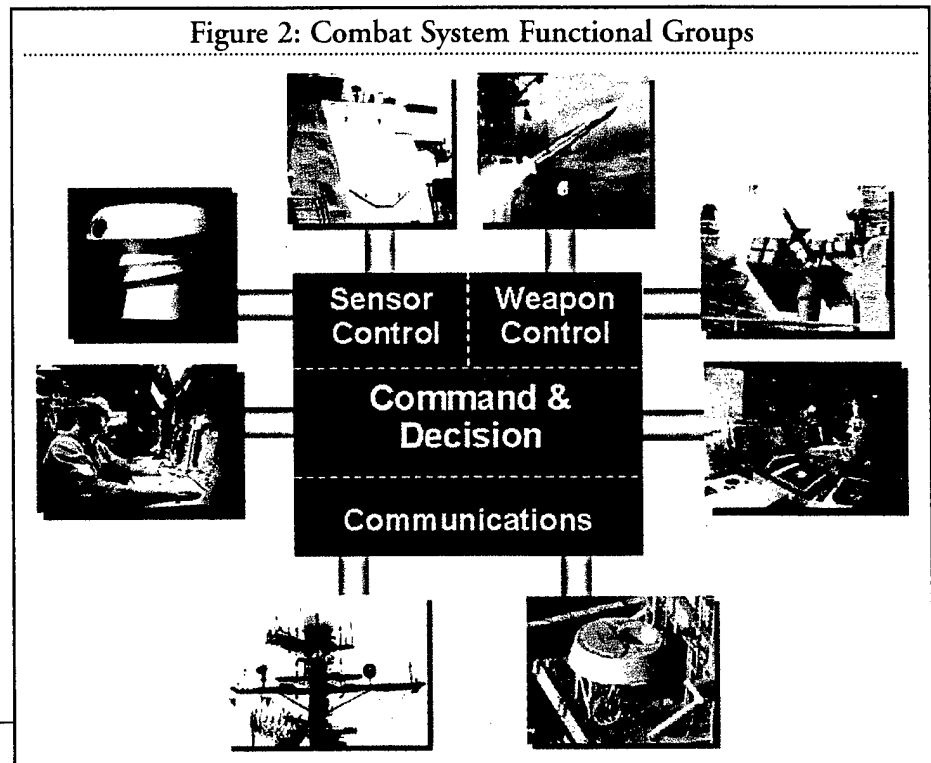 Figure 2: Combat System Functional Groups
Sensor
Control
Weapon
Control
Command &
Decision
Communications